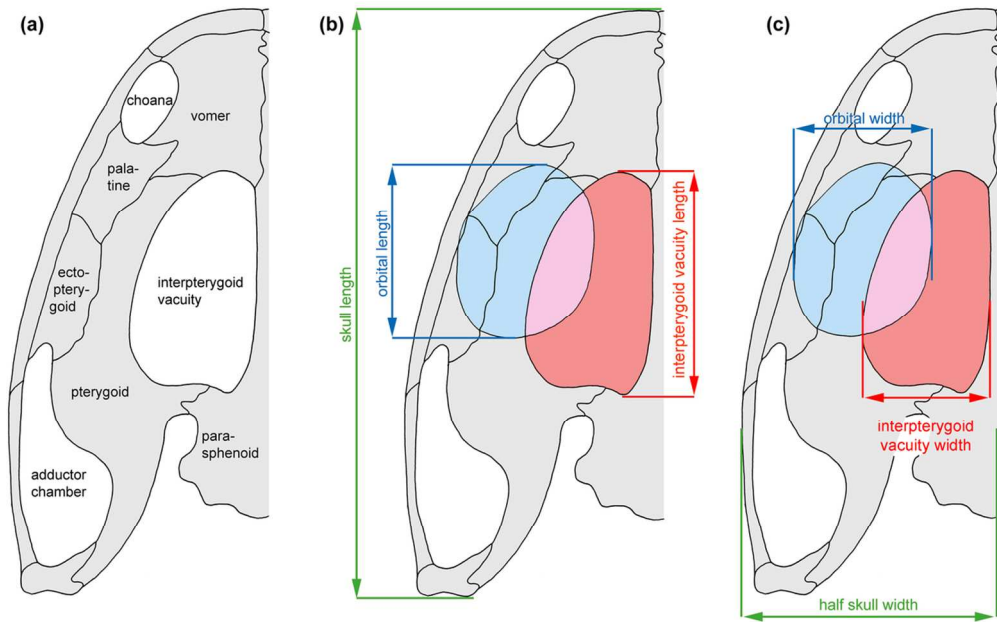 (a)
choana
vomer
pala-
tine
ecto-
ptery-
goid
interpterygoid
vacuity
pterygoid
para-
sphenoid
adductor
chamber
(b)
skull length
orbital length
interpterygoid vacuity length
(c)
orbital width
interpterygoid
vacuity width
half skull width